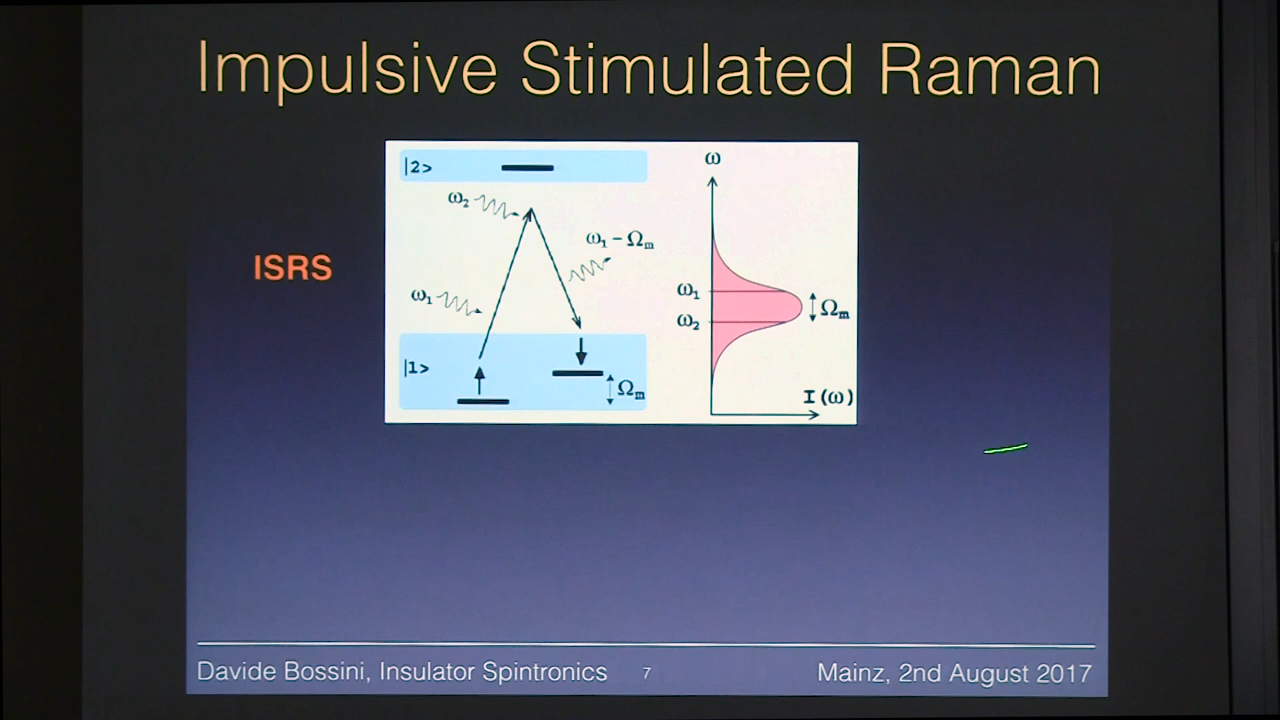 Impulsive Stimulated Raman
ISRS
|2>
ω₂
ω₁ − Ωₘ
ω₁
|1>
Ωₘ
ω
ω₁
ω₂
Ωₘ
I(ω)
Davide Bossini, Insulator Spintronics
7
Mainz, 2nd August 2017